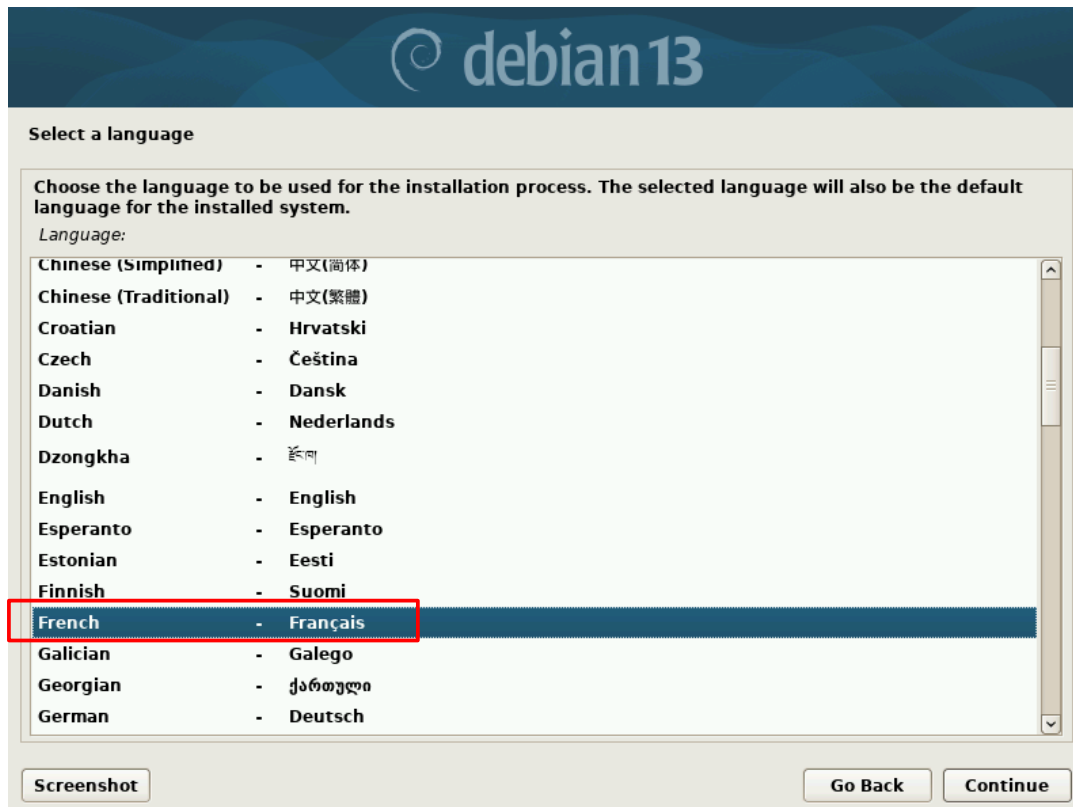 debian 13
Select a language
Choose the language to be used for the installation process. The selected language will also be the default
language for the installed system.
Language:
Chinese (Simplified) - 中文(简体)
Chinese (Traditional) - 中文(繁體)
Croatian - Hrvatski
Czech - Čeština
Danish - Dansk
Dutch - Nederlands
Dzongkha - རྫོང་ཁ།
English - English
Esperanto - Esperanto
Estonian - Eesti
Finnish - Suomi
French - Français
Galician - Galego
Georgian - ქართული
German - Deutsch
Screenshot
Go Back
Continue